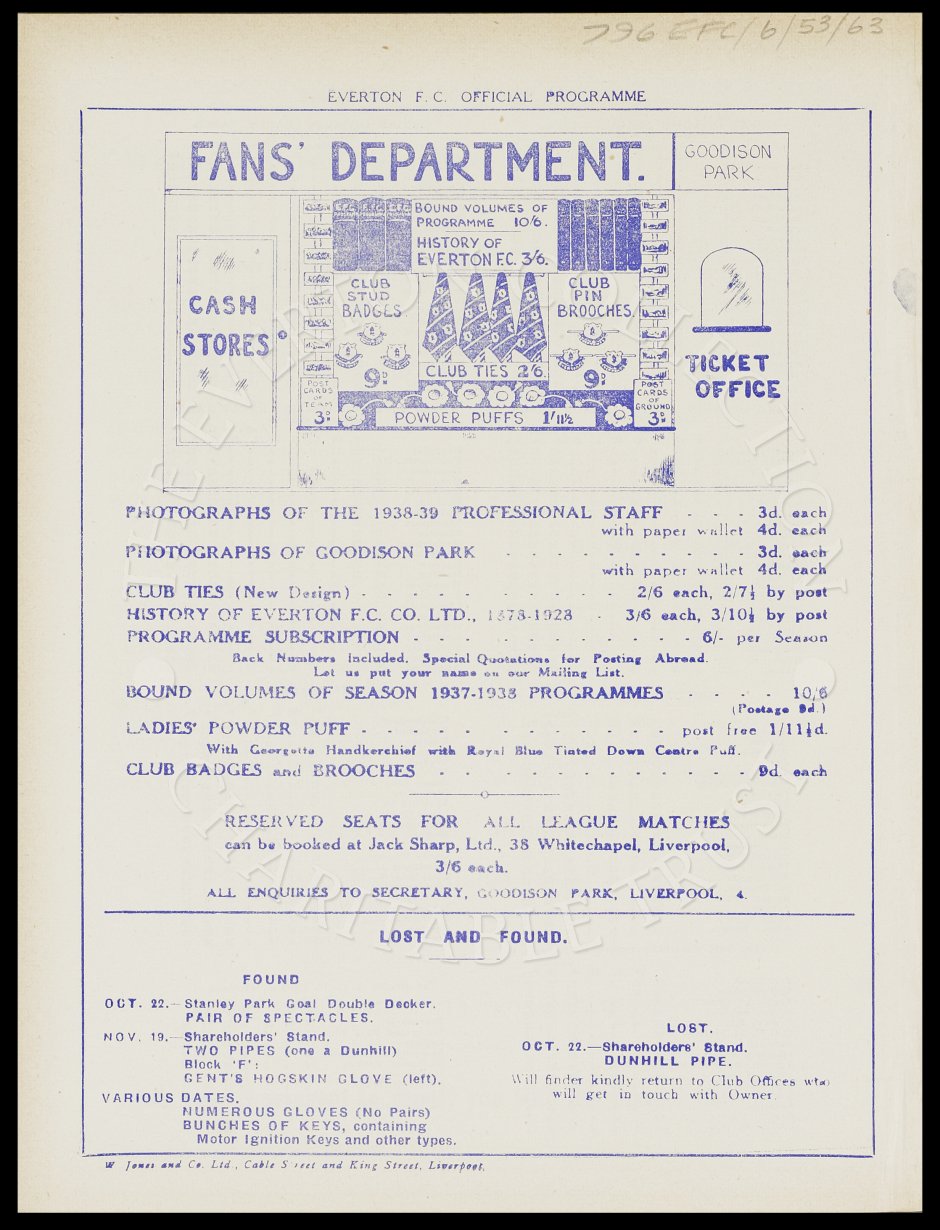 796 EFC/6/53/63
EVERTON F.C. OFFICIAL PROGRAMME
FANS' DEPARTMENT.
GOODISON
PARK
CASH
STORES
EFC EFC EFC
BOUND VOLUMES OF
PROGRAMME 10/6.
HISTORY OF
EVERTON F.C. 3/6.
CLUB
STUD
BADGES
9D
CLUB TIES 2/6.
CLUB
PIN
BROOCHES
9D
POST
CARDS
OF
TEAM
3D
POWDER PUFFS 1/11½
POST
CARDS
OF
GROUND
3D
TICKET
OFFICE
PHOTOGRAPHS OF THE 1938-39 PROFESSIONAL STAFF - - - 3d. each
with paper wallet 4d. each
PHOTOGRAPHS OF GOODISON PARK - - - - - - - - - - 3d. each
with paper wallet 4d. each
CLUB TIES (New Design) - - - - - - - - - 2/6 each, 2/7½ by post
HISTORY OF EVERTON F.C. CO. LTD., 1878-1928 - 3/6 each, 3/10½ by post
PROGRAMME SUBSCRIPTION - - - - - - - - - - - 6/- per Season
Back Numbers Included. Special Quotations for Posting Abroad.
Let us put your name on our Mailing List.
BOUND VOLUMES OF SEASON 1937-1938 PROGRAMMES - - - - 10/6
(Postage 9d.)
LADIES' POWDER PUFF - - - - - - - - - - - - post free 1/11½d.
With Georgette Handkerchief with Royal Blue Tinted Down Centre Puff.
CLUB BADGES and BROOCHES - - - - - - - - - - - 9d. each
RESERVED SEATS FOR ALL LEAGUE MATCHES
can be booked at Jack Sharp, Ltd., 38 Whitechapel, Liverpool,
3/6 each.
ALL ENQUIRIES TO SECRETARY, GOODISON PARK, LIVERPOOL, 4.
LOST AND FOUND.
FOUND
OCT. 22.—Stanley Park Goal Double Decker.
PAIR OF SPECTACLES.
NOV. 19.—Shareholders' Stand.
TWO PIPES (one a Dunhill)
Block 'F':
GENT'S HOGSKIN GLOVE (left).
VARIOUS DATES.
NUMEROUS GLOVES (No Pairs)
BUNCHES OF KEYS, containing
Motor Ignition Keys and other types.
LOST.
OCT. 22.—Shareholders' Stand.
DUNHILL PIPE.
Will finder kindly return to Club Offices who
will get in touch with Owner.
W. Jones and Co. Ltd., Cable Street and King Street, Liverpool.
THE EVERTON COLLECTION
CHARITABLE TRUST